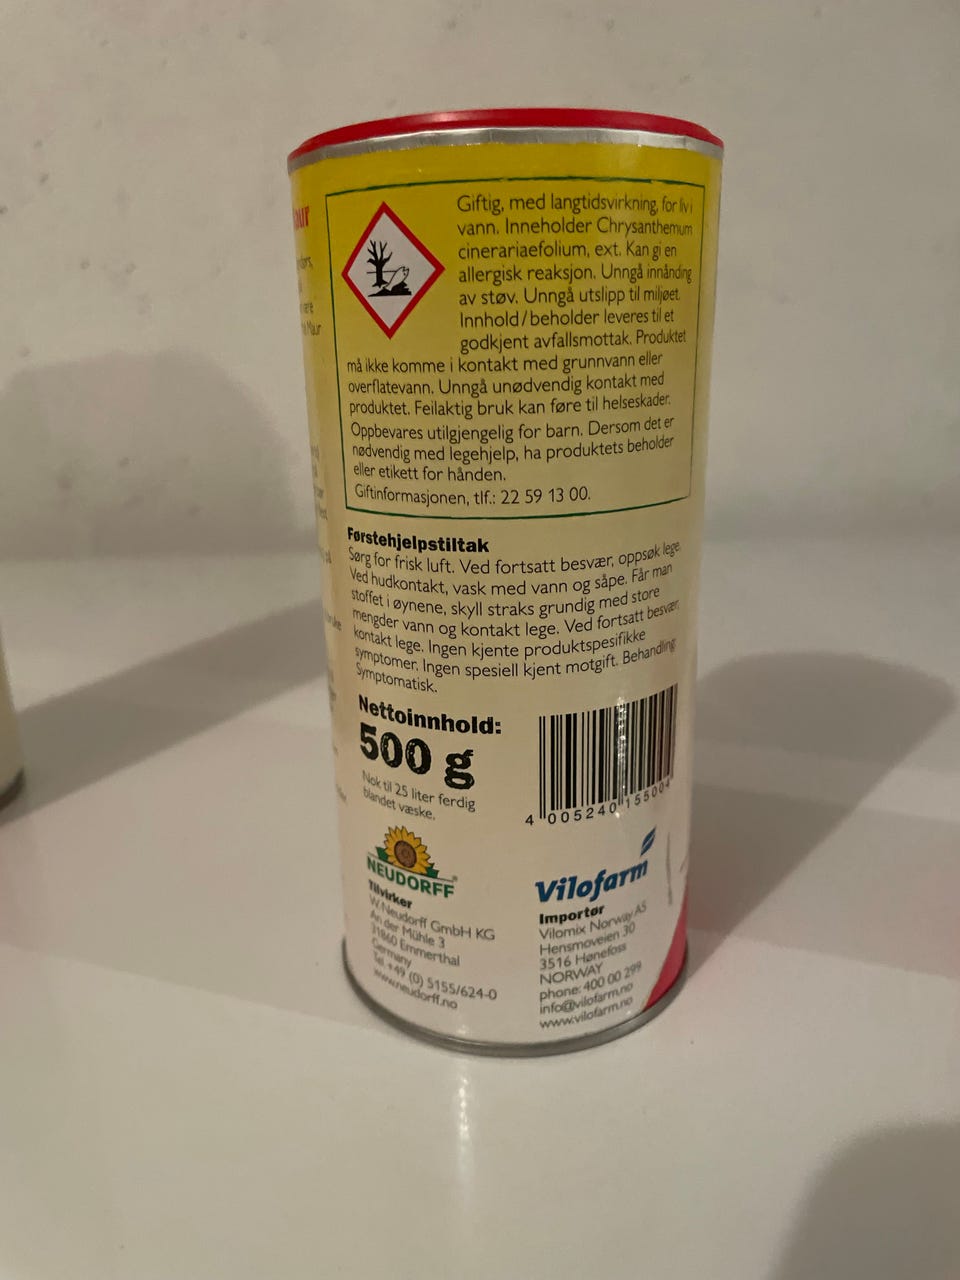 Giftig, med langtidsvirkning, for liv i
vann. Inneholder Chrysanthemum
cinerariaefolium, ext. Kan gi en
allergisk reaksjon. Unngå innånding
av støv. Unngå utslipp til miljøet.
Innhold/beholder leveres til et
godkjent avfallsmottak. Produktet
må ikke komme i kontakt med grunnvann eller
overflatevann. Unngå unødvendig kontakt med
produktet. Feilaktig bruk kan føre til helseskader.
Oppbevares utilgjengelig for barn. Dersom det er
nødvendig med legehjelp, ha produktets beholder
eller etikett for hånden.
Giftinformasjonen, tlf.: 22 59 13 00.
Førstehjelpstiltak
Sørg for frisk luft. Ved fortsatt besvær, oppsøk lege.
Ved hudkontakt, vask med vann og såpe. Får man
stoffet i øynene, skyll straks grundig med store
mengder vann og kontakt lege. Ved fortsatt besvær,
kontakt lege. Ingen kjente produktspesifikke
symptomer. Ingen spesiell kjent motgift. Behandling:
Symptomatisk.
Nettoinnhold:
500 g
Nok til 25 liter ferdig
blandet væske.
4 005240 155004
NEUDORFF
Tilvirker
W. Neudorff GmbH KG
An der Mühle 3
31860 Emmerthal
Germany
Tel. +49 (0) 5155/624-0
www.neudorff.no
Vilofarm
Importør
Vilomix Norway AS
Hensmoveien 30
3516 Hønefoss
NORWAY
phone: 400 00 299
info@vilofarm.no
www.vilofarm.no